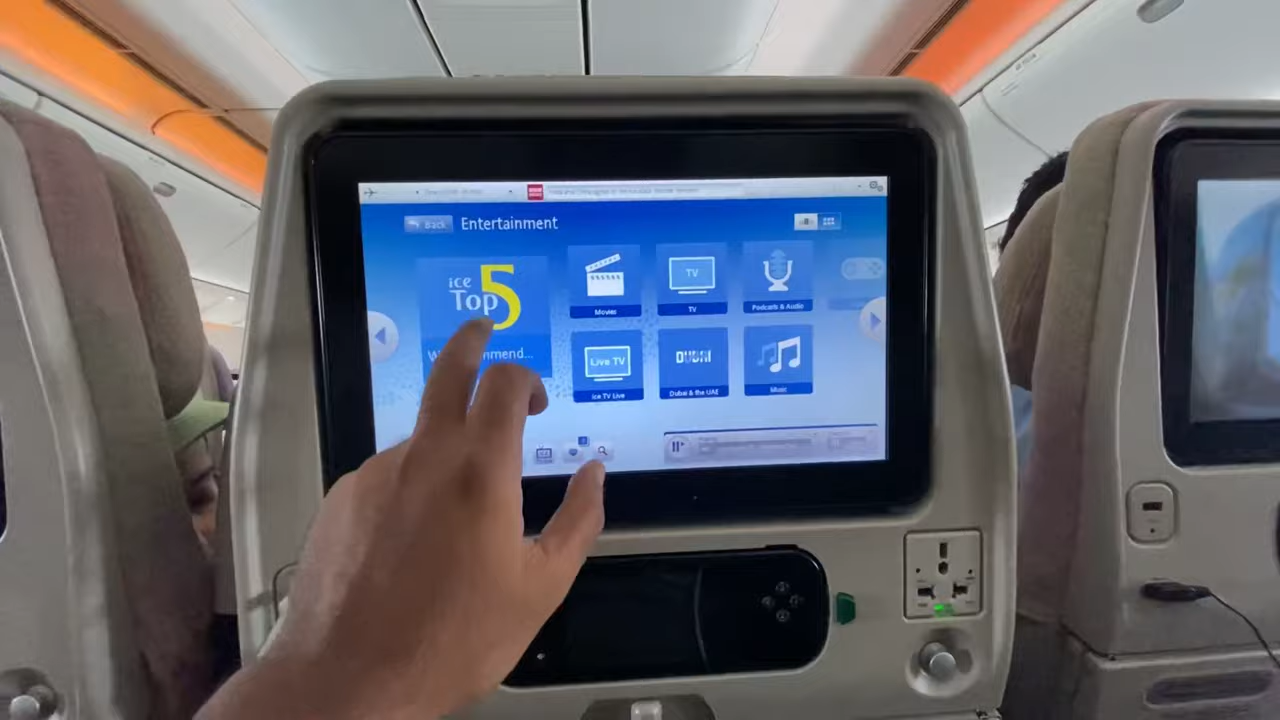 Back
Entertainment
ice
Top 5
TV
Movies
TV
Podcasts & Audio
Live TV
DUBAI
ice TV Live
Dubai & the UAE
Music